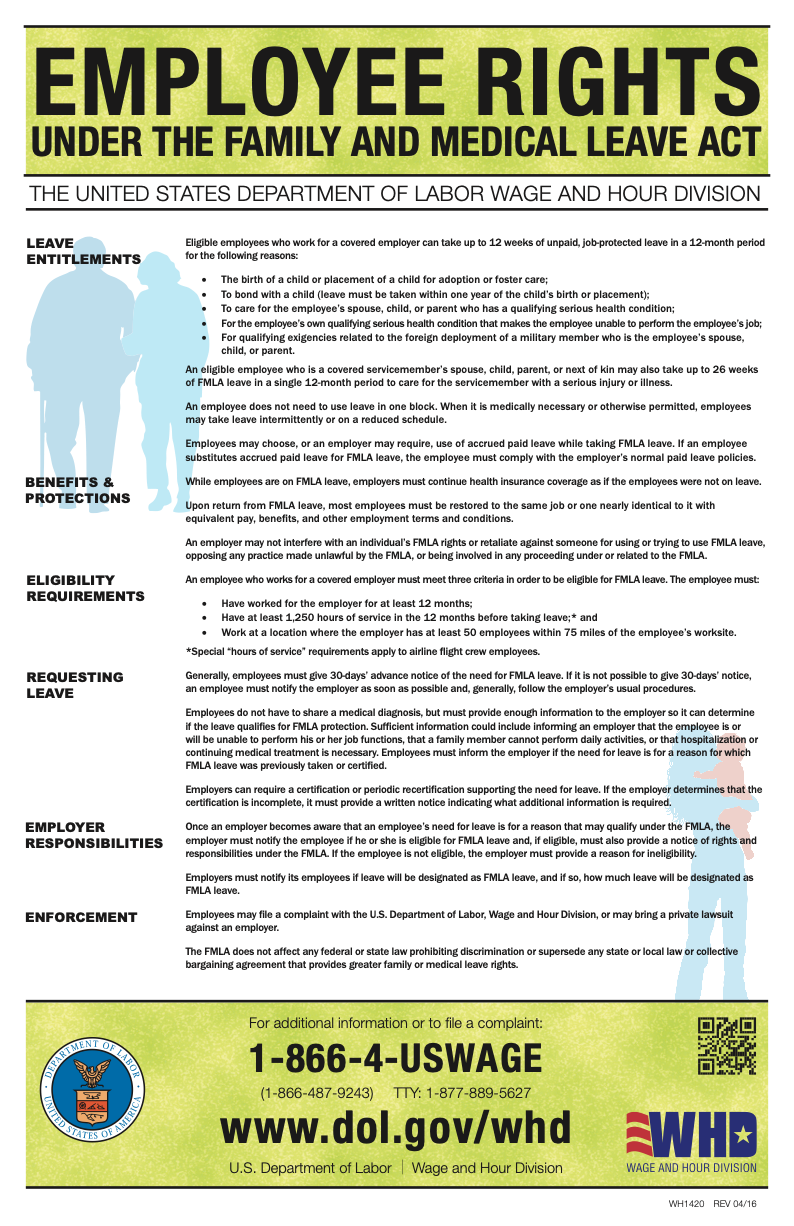 EMPLOYEE RIGHTS
UNDER THE FAMILY AND MEDICAL LEAVE ACT
THE UNITED STATES DEPARTMENT OF LABOR WAGE AND HOUR DIVISION
LEAVE
ENTITLEMENTS
Eligible employees who work for a covered employer can take up to 12 weeks of unpaid, job-protected leave in a 12-month period
for the following reasons:
• The birth of a child or placement of a child for adoption or foster care;
• To bond with a child (leave must be taken within one year of the child's birth or placement);
• To care for the employee's spouse, child, or parent who has a qualifying serious health condition;
• For the employee's own qualifying serious health condition that makes the employee unable to perform the employee's job;
• For qualifying exigencies related to the foreign deployment of a military member who is the employee's spouse,
child, or parent.
An eligible employee who is a covered servicemember's spouse, child, parent, or next of kin may also take up to 26 weeks
of FMLA leave in a single 12-month period to care for the servicemember with a serious injury or illness.
An employee does not need to use leave in one block. When it is medically necessary or otherwise permitted, employees
may take leave intermittently or on a reduced schedule.
Employees may choose, or an employer may require, use of accrued paid leave while taking FMLA leave. If an employee
substitutes accrued paid leave for FMLA leave, the employee must comply with the employer's normal paid leave policies.
BENEFITS &
PROTECTIONS
While employees are on FMLA leave, employers must continue health insurance coverage as if the employees were not on leave.
Upon return from FMLA leave, most employees must be restored to the same job or one nearly identical to it with
equivalent pay, benefits, and other employment terms and conditions.
An employer may not interfere with an individual's FMLA rights or retaliate against someone for using or trying to use FMLA leave,
opposing any practice made unlawful by the FMLA, or being involved in any proceeding under or related to the FMLA.
ELIGIBILITY
REQUIREMENTS
An employee who works for a covered employer must meet three criteria in order to be eligible for FMLA leave. The employee must:
• Have worked for the employer for at least 12 months;
• Have at least 1,250 hours of service in the 12 months before taking leave;* and
• Work at a location where the employer has at least 50 employees within 75 miles of the employee's worksite.
*Special “hours of service” requirements apply to airline flight crew employees.
REQUESTING
LEAVE
Generally, employees must give 30-days' advance notice of the need for FMLA leave. If it is not possible to give 30-days' notice,
an employee must notify the employer as soon as possible and, generally, follow the employer's usual procedures.
Employees do not have to share a medical diagnosis, but must provide enough information to the employer so it can determine
if the leave qualifies for FMLA protection. Sufficient information could include informing an employer that the employee is or
will be unable to perform his or her job functions, that a family member cannot perform daily activities, or that hospitalization or
continuing medical treatment is necessary. Employees must inform the employer if the need for leave is for a reason for which
FMLA leave was previously taken or certified.
Employers can require a certification or periodic recertification supporting the need for leave. If the employer determines that the
certification is incomplete, it must provide a written notice indicating what additional information is required.
EMPLOYER
RESPONSIBILITIES
Once an employer becomes aware that an employee's need for leave is for a reason that may qualify under the FMLA, the
employer must notify the employee if he or she is eligible for FMLA leave and, if eligible, must also provide a notice of rights and
responsibilities under the FMLA. If the employee is not eligible, the employer must provide a reason for ineligibility.
Employers must notify its employees if leave will be designated as FMLA leave, and if so, how much leave will be designated as
FMLA leave.
ENFORCEMENT
Employees may file a complaint with the U.S. Department of Labor, Wage and Hour Division, or may bring a private lawsuit
against an employer.
The FMLA does not affect any federal or state law prohibiting discrimination or supersede any state or local law or collective
bargaining agreement that provides greater family or medical leave rights.
For additional information or to file a complaint:
1-866-4-USWAGE
(1-866-487-9243) TTY: 1-877-889-5627
www.dol.gov/whd
U.S. Department of Labor | Wage and Hour Division
DEPARTMENT OF LABOR
UNITED STATES OF AMERICA
WHD
WAGE AND HOUR DIVISION
WH1420 REV 04/16